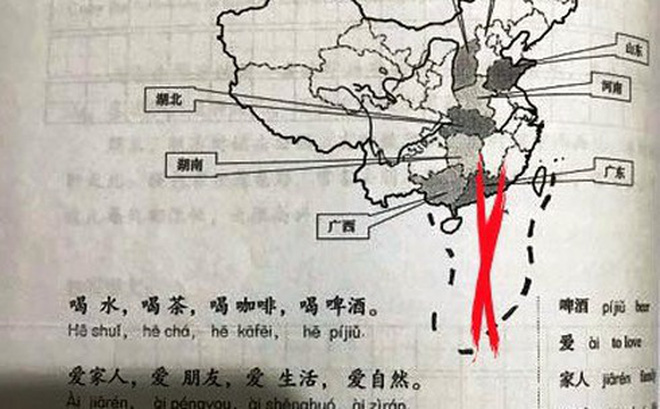 山东
河南
湖北
湖南
广东
广西
喝 水，喝 茶，喝 咖啡，喝 啤酒。
Hē shuǐ, hē chá, hē kāfēi, hē píjiǔ.
爱家人，爱 朋友，爱 生活，爱自然。
Ài jiārén, ài péngyou, ài shēnghuó, ài zìrán.
啤酒 píjiǔ beer
爱 ài to love
家人 jiārén family